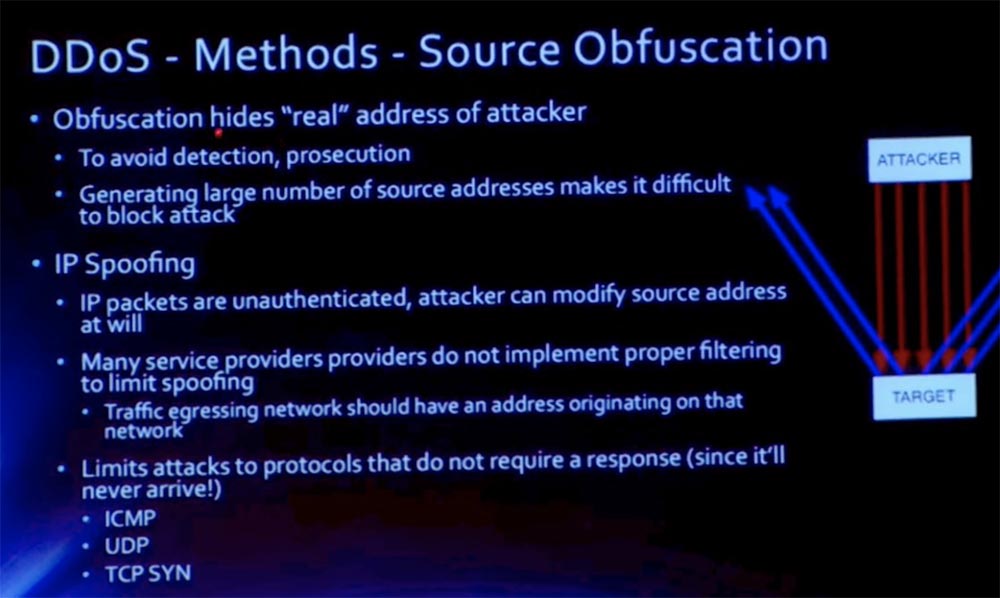 DDoS - Methods - Source Obfuscation
• Obfuscation hides “real” address of attacker
• To avoid detection, prosecution
• Generating large number of source addresses makes it difficult
to block attack
• IP Spoofing
• IP packets are unauthenticated, attacker can modify source address
at will
• Many service providers providers do not implement proper filtering
to limit spoofing
• Traffic egressing network should have an address originating on that
network
• Limits attacks to protocols that do not require a response (since it’ll
never arrive!)
• ICMP
• UDP
• TCP SYN
ATTACKER
TARGET